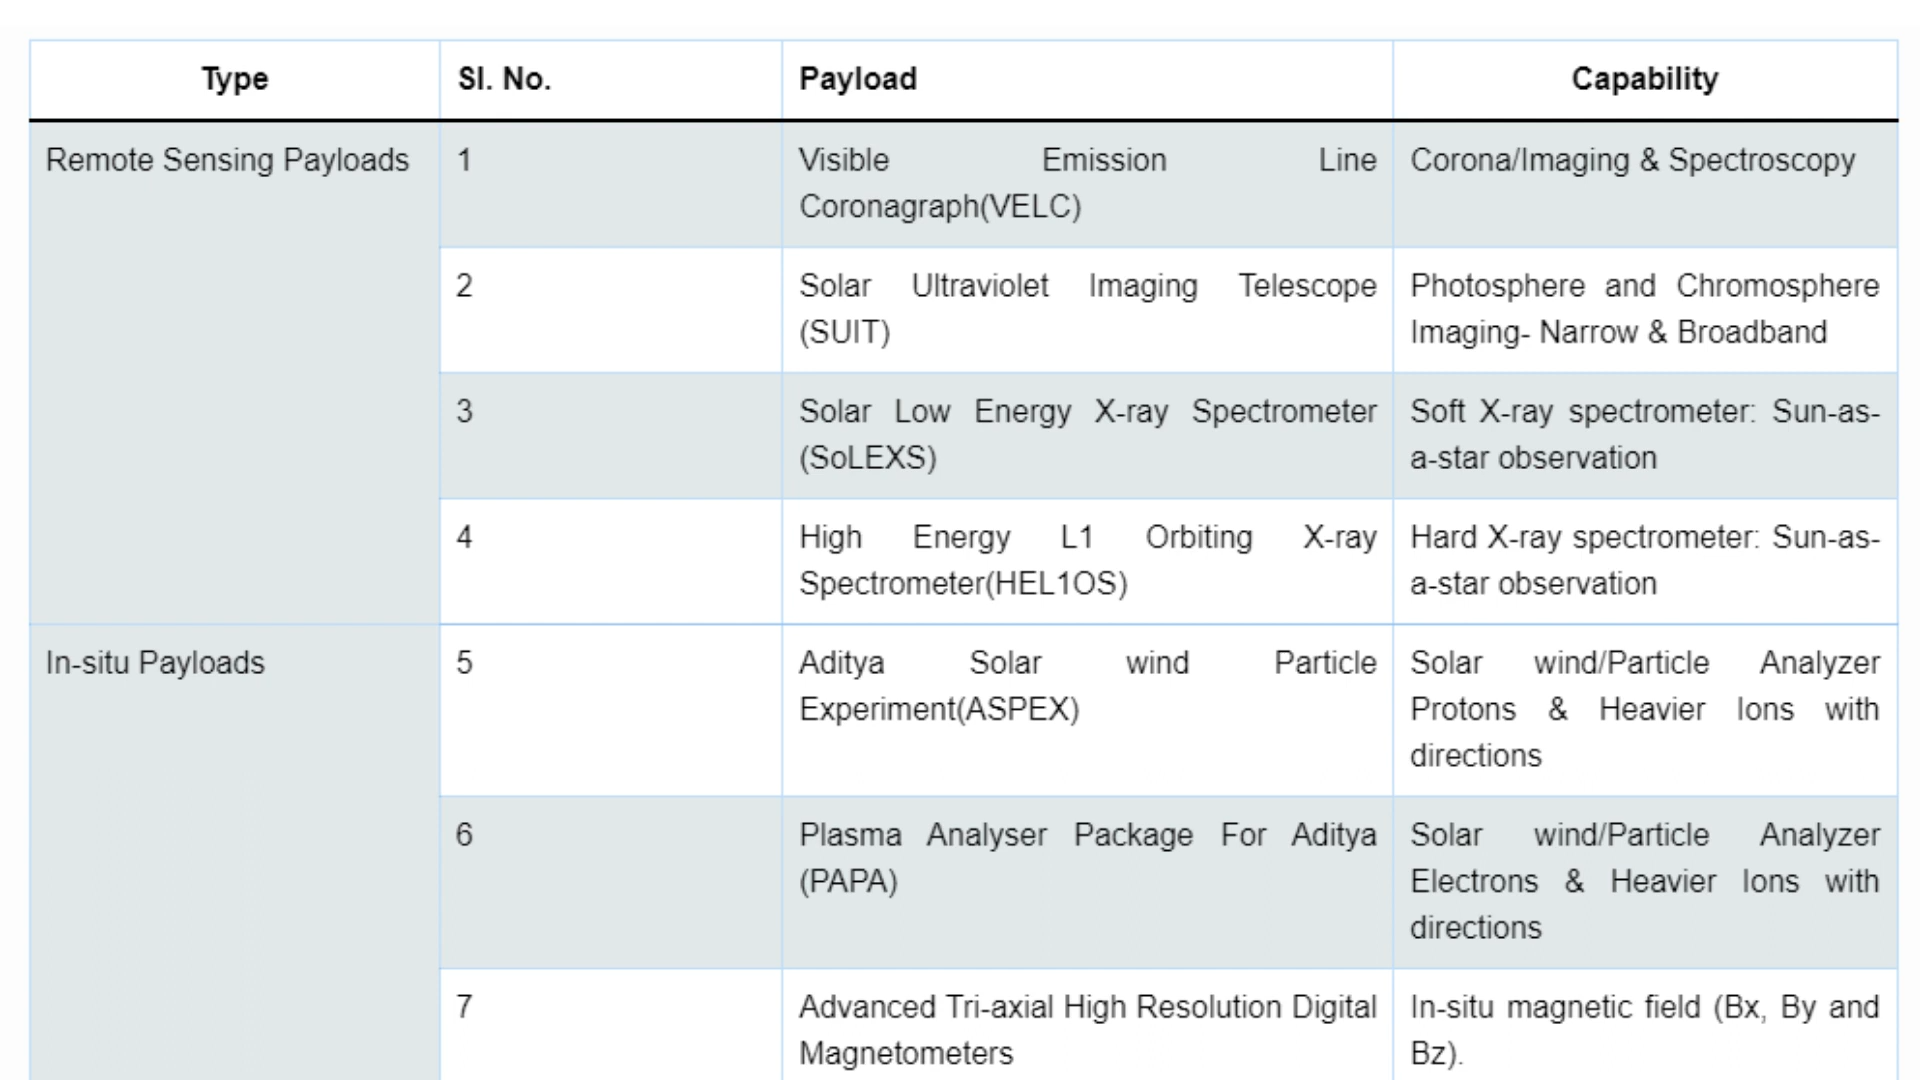 Type Sl. No. Payload Capability
Remote Sensing Payloads 1 Visible Emission Line Corona/Imaging & Spectroscopy
Coronagraph(VELC)
2 Solar Ultraviolet Imaging Telescope Photosphere and Chromosphere
(SUIT) Imaging- Narrow & Broadband
3 Solar Low Energy X-ray Spectrometer Soft X-ray spectrometer: Sun-as-
(SoLEXS) a-star observation
4 High Energy L1 Orbiting X-ray Hard X-ray spectrometer: Sun-as-
Spectrometer(HEL1OS) a-star observation
In-situ Payloads 5 Aditya Solar wind Particle Solar wind/Particle Analyzer
Experiment(ASPEX) Protons & Heavier Ions with
directions
6 Plasma Analyser Package For Aditya Solar wind/Particle Analyzer
(PAPA) Electrons & Heavier Ions with
directions
7 Advanced Tri-axial High Resolution Digital In-situ magnetic field (Bx, By and
Magnetometers Bz).